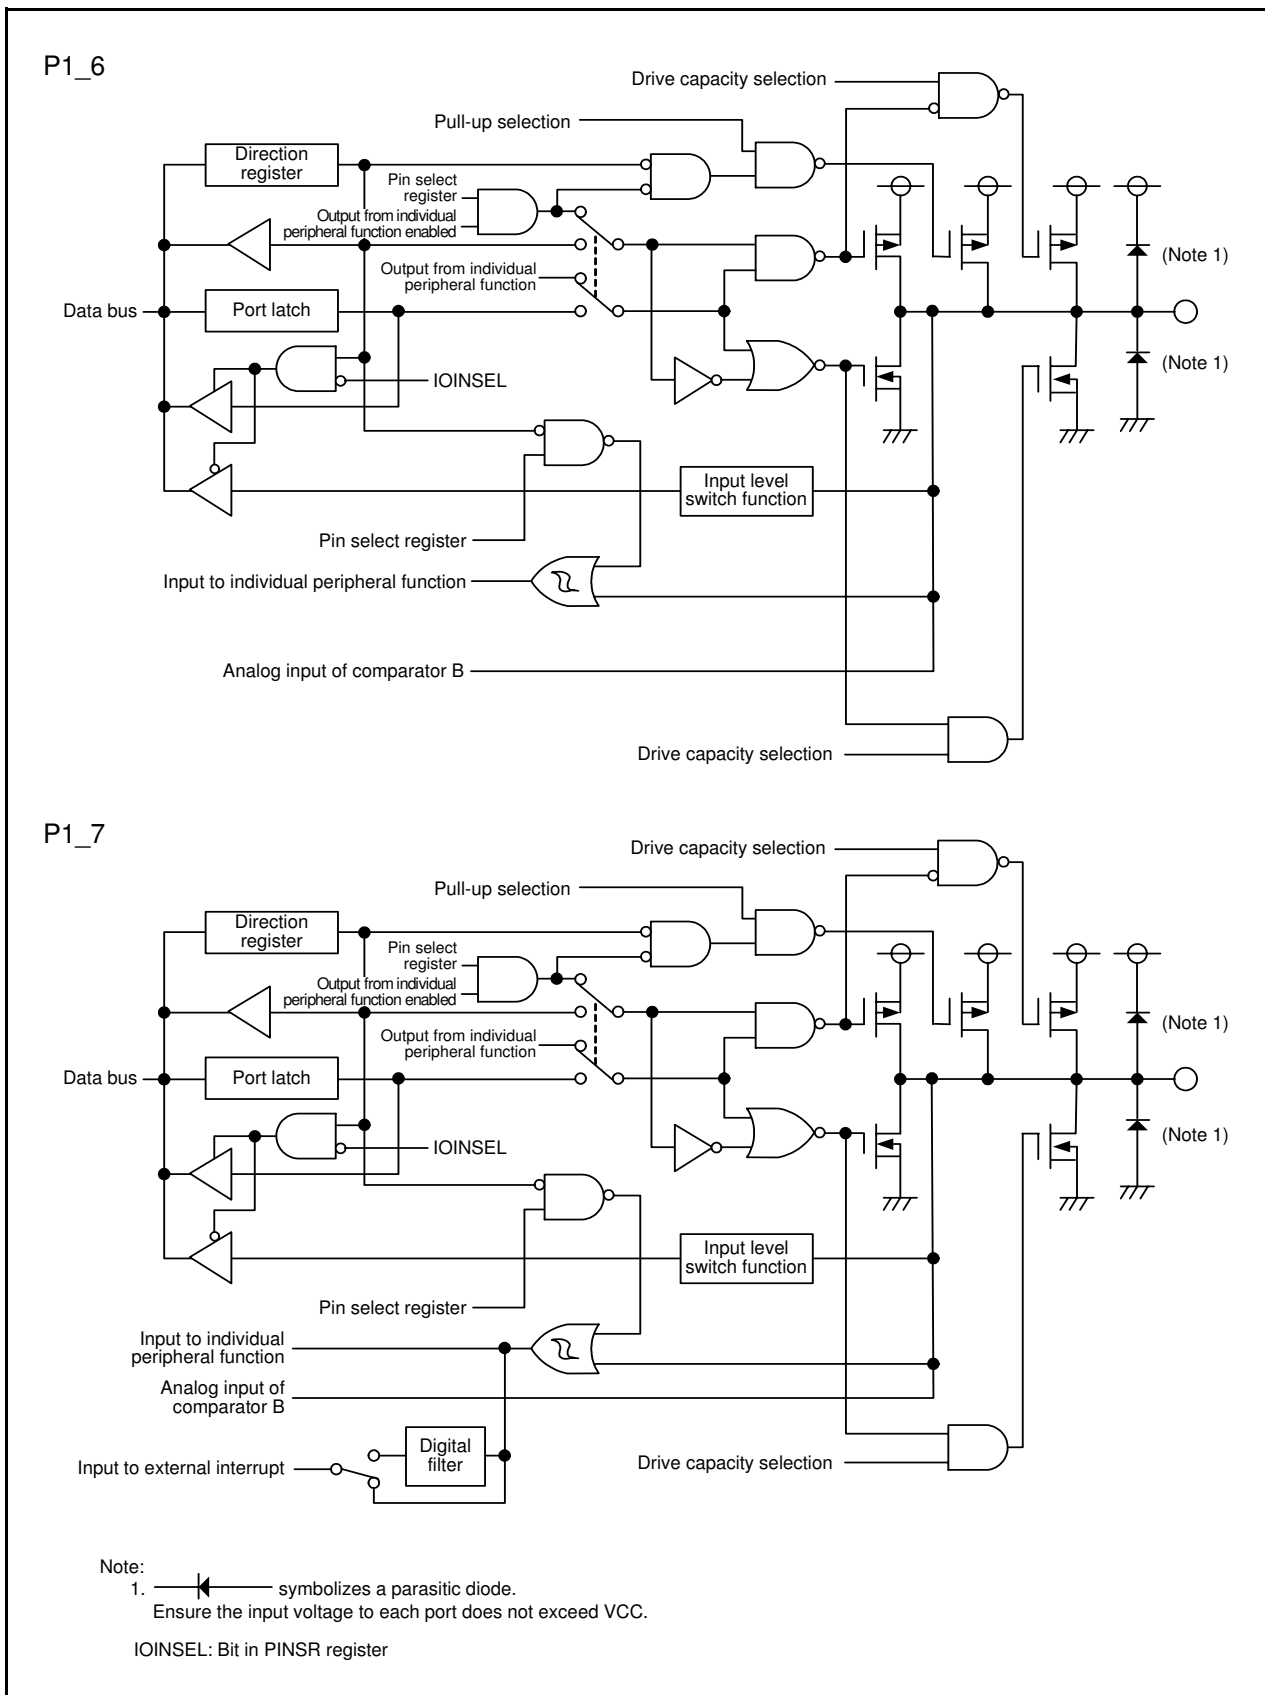 P1_6
Drive capacity selection
Pull-up selection
Direction
register
Pin select
register
Output from individual
peripheral function enabled
Output from individual
peripheral function
(Note 1)
Data bus
Port latch
(Note 1)
IOINSEL
Input level
switch function
Pin select register
Input to individual peripheral function
Analog input of comparator B
Drive capacity selection
P1_7
Drive capacity selection
Pull-up selection
Direction
register
Pin select
register
Output from individual
peripheral function enabled
Output from individual
peripheral function
(Note 1)
Data bus
Port latch
(Note 1)
IOINSEL
Input level
switch function
Pin select register
Input to individual
peripheral function
Analog input of
comparator B
Digital
filter
Input to external interrupt
Drive capacity selection
Note:
1. symbolizes a parasitic diode.
Ensure the input voltage to each port does not exceed VCC.
IOINSEL: Bit in PINSR register